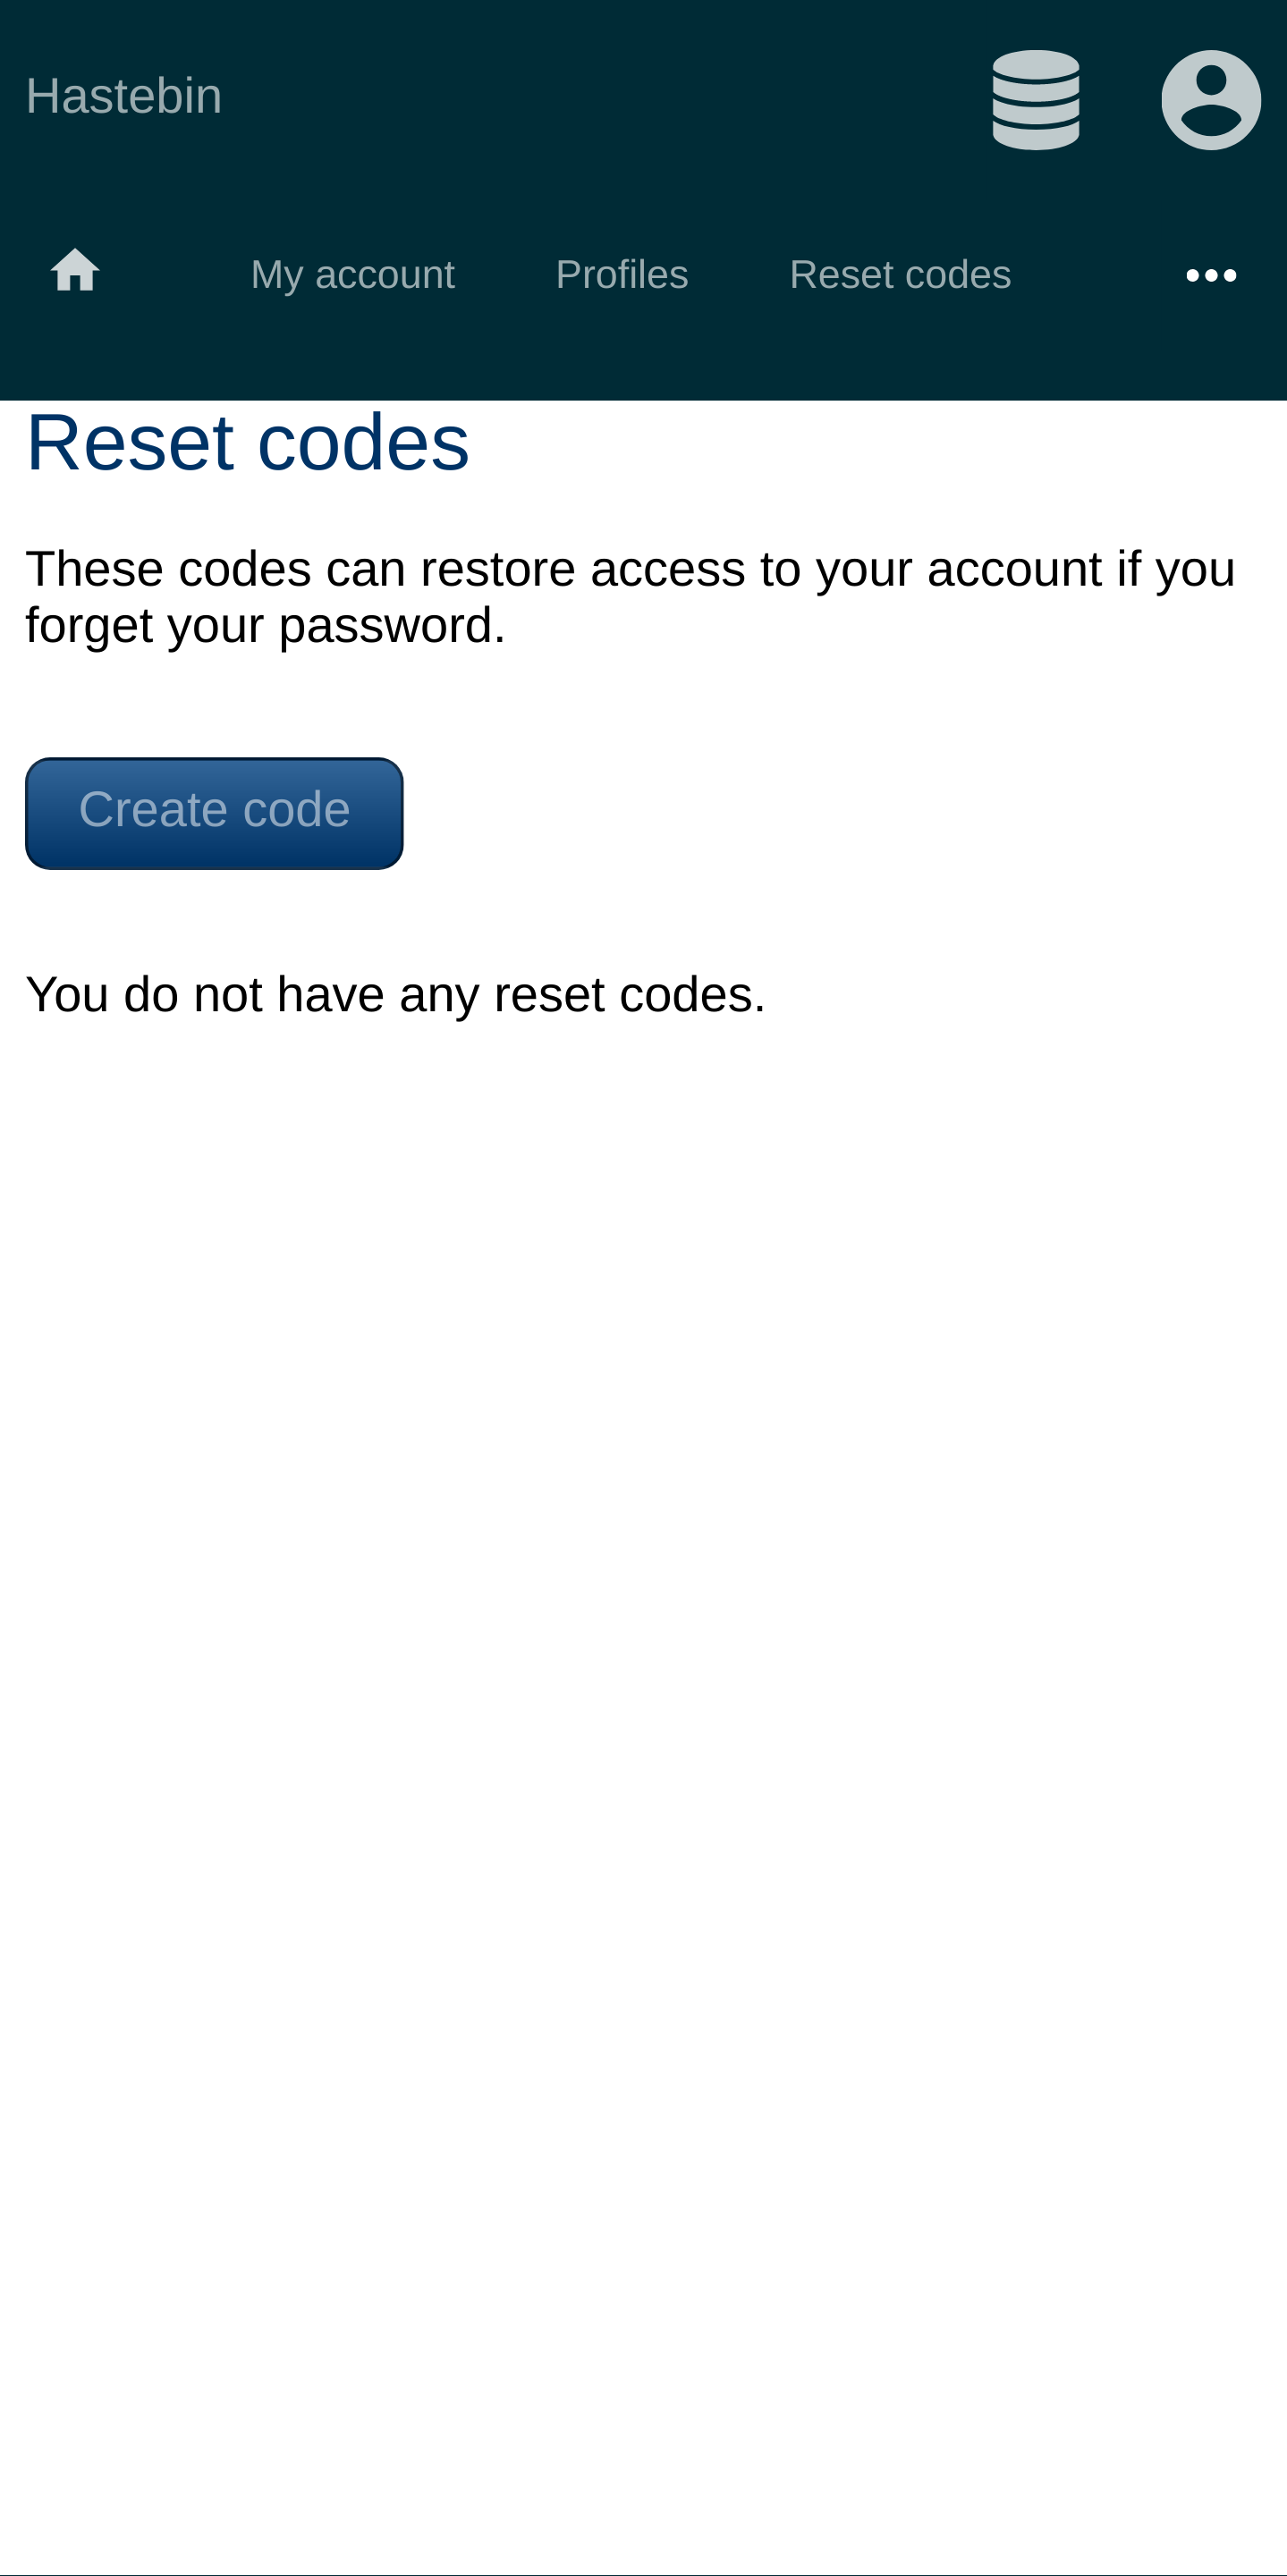 Hastebin
My account Profiles Reset codes
Reset codes
These codes can restore access to your account if you
forget your password.
Create code
You do not have any reset codes.